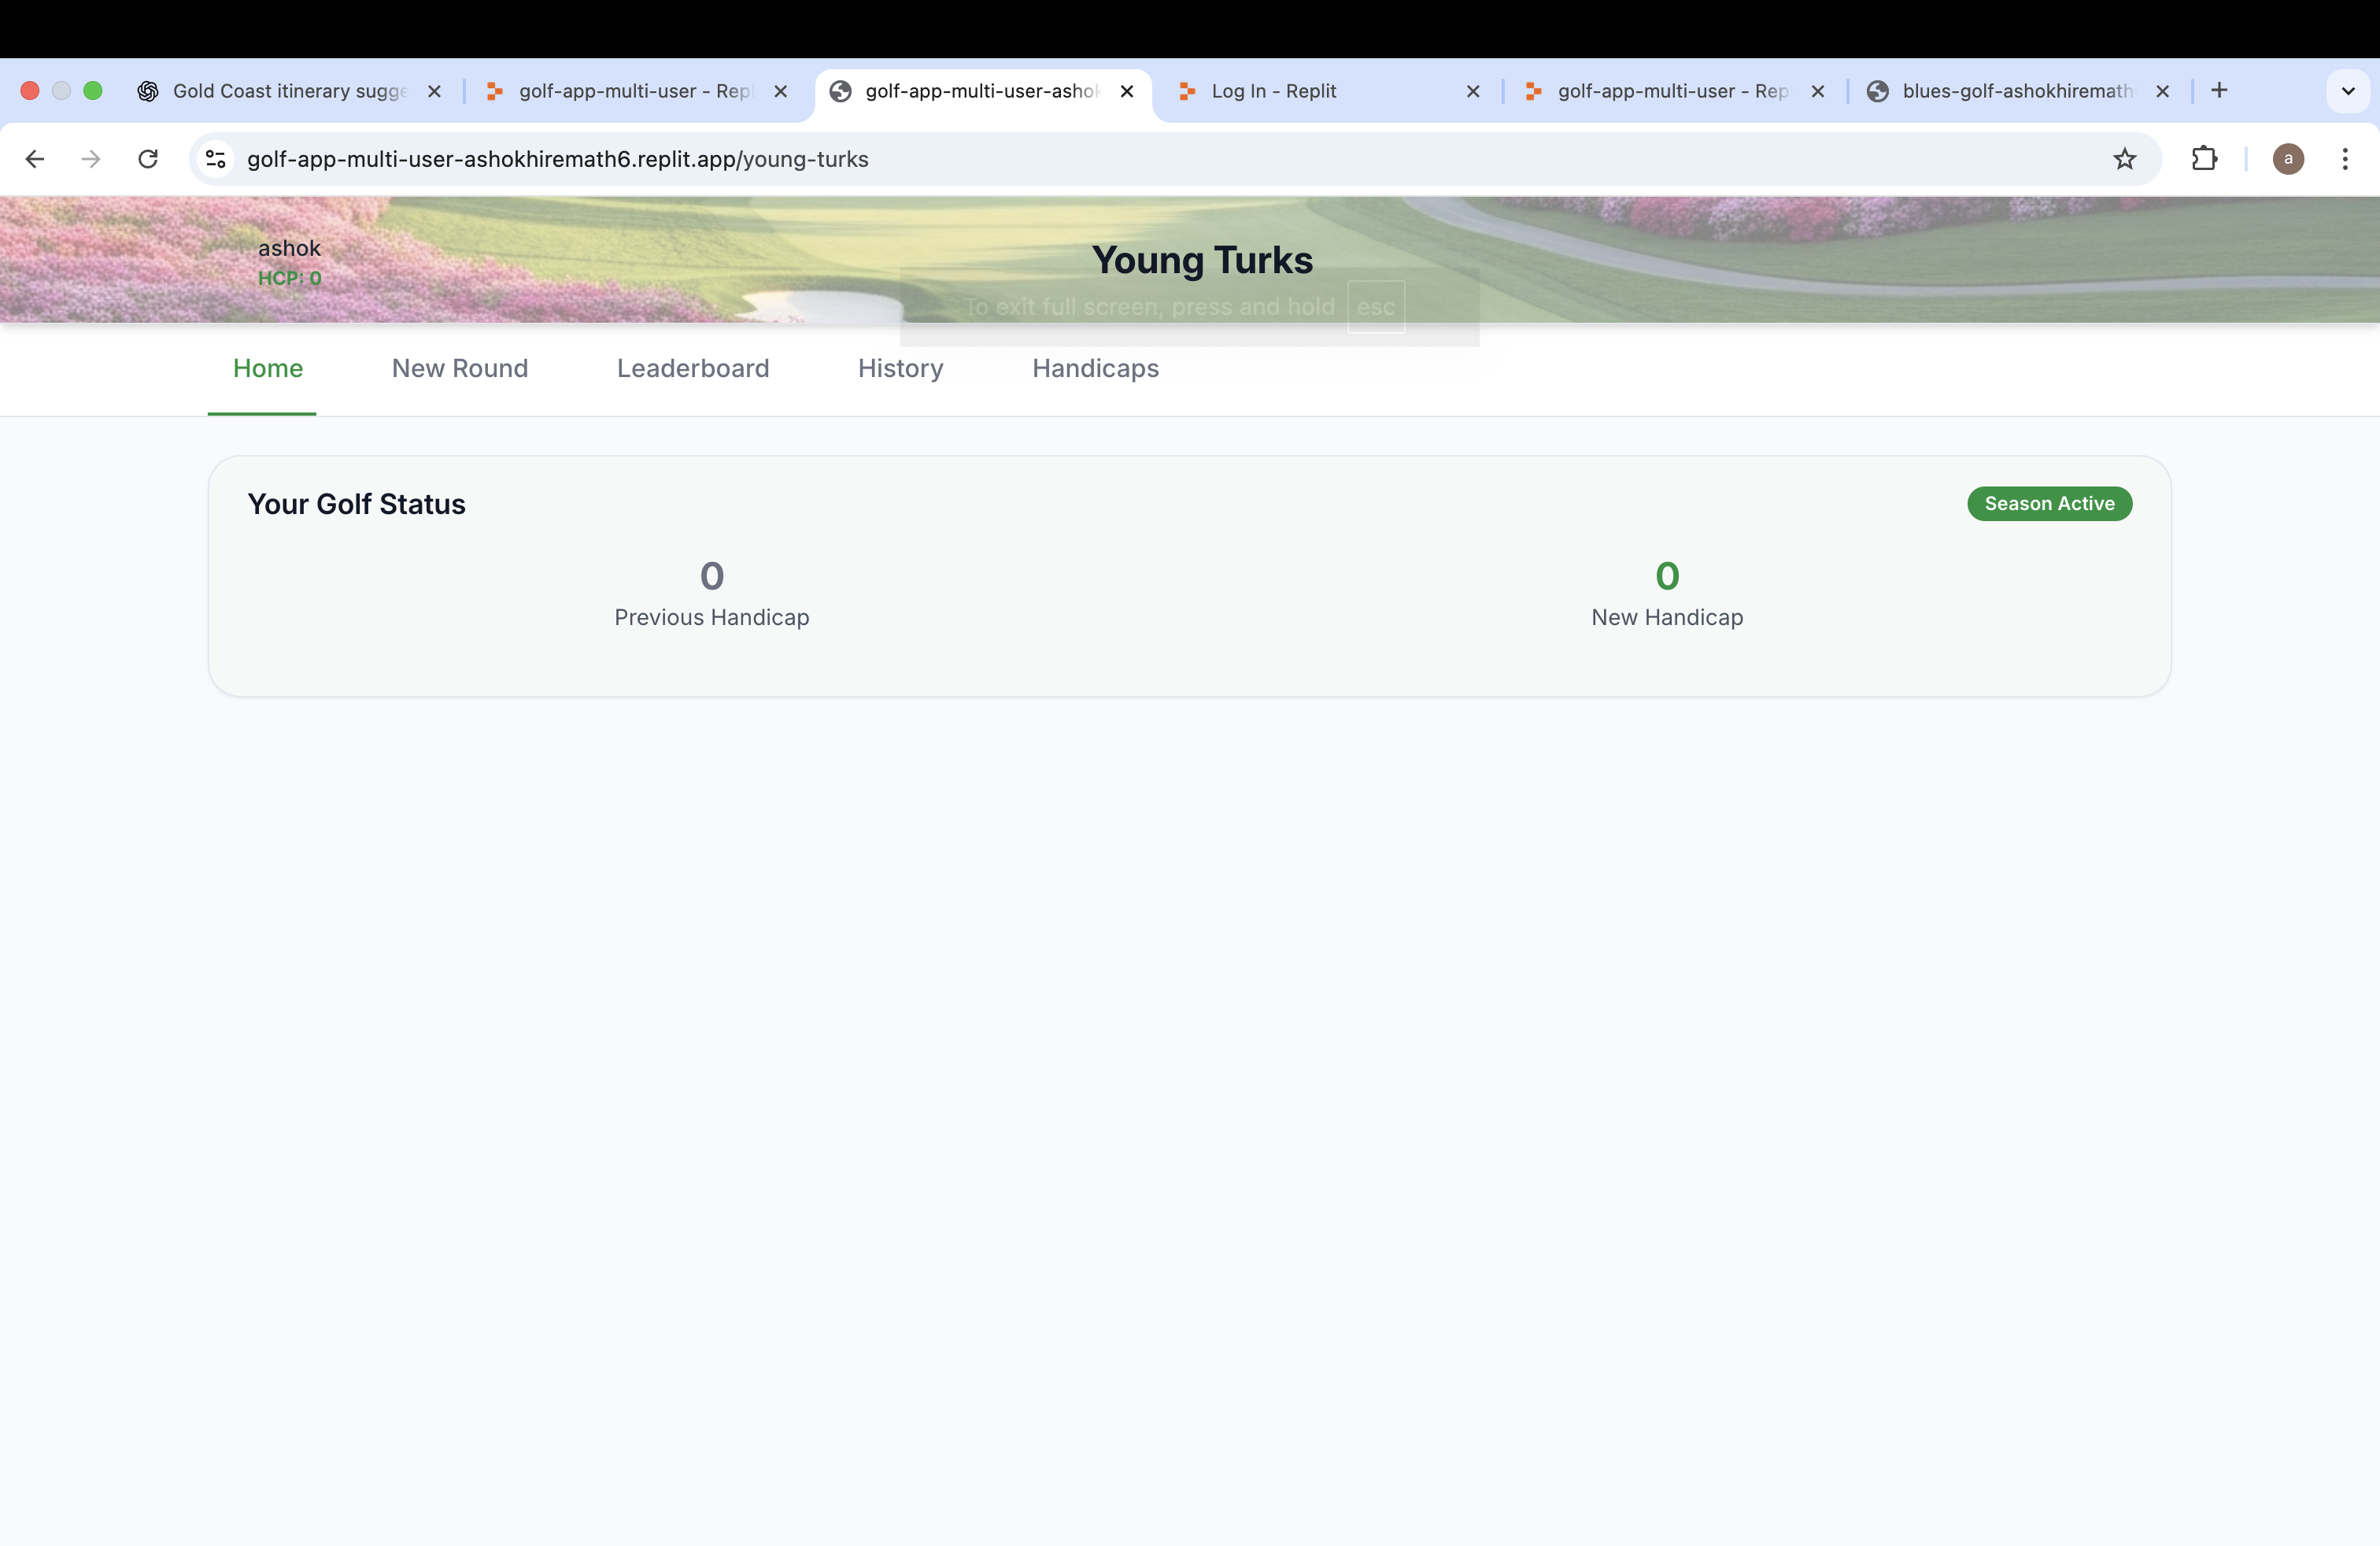 Gold Coast itinerary sugge
golf-app-multi-user - Repl
golf-app-multi-user-ashok
Log In - Replit
golf-app-multi-user - Rep
blues-golf-ashokhiremath
golf-app-multi-user-ashokhiremath6.replit.app/young-turks
a
ashok
HCP: 0
Young Turks
To exit full screen, press and hold esc
Home
New Round
Leaderboard
History
Handicaps
Your Golf Status
Season Active
0
Previous Handicap
0
New Handicap